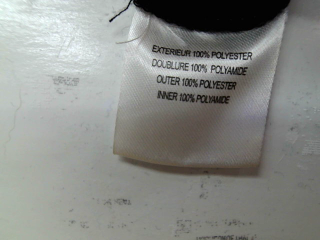 EXTERIEUR 100% POLYESTER
DOUBLURE 100% POLYAMIDE
OUTER 100% POLYESTER
INNER 100% POLYAMIDE